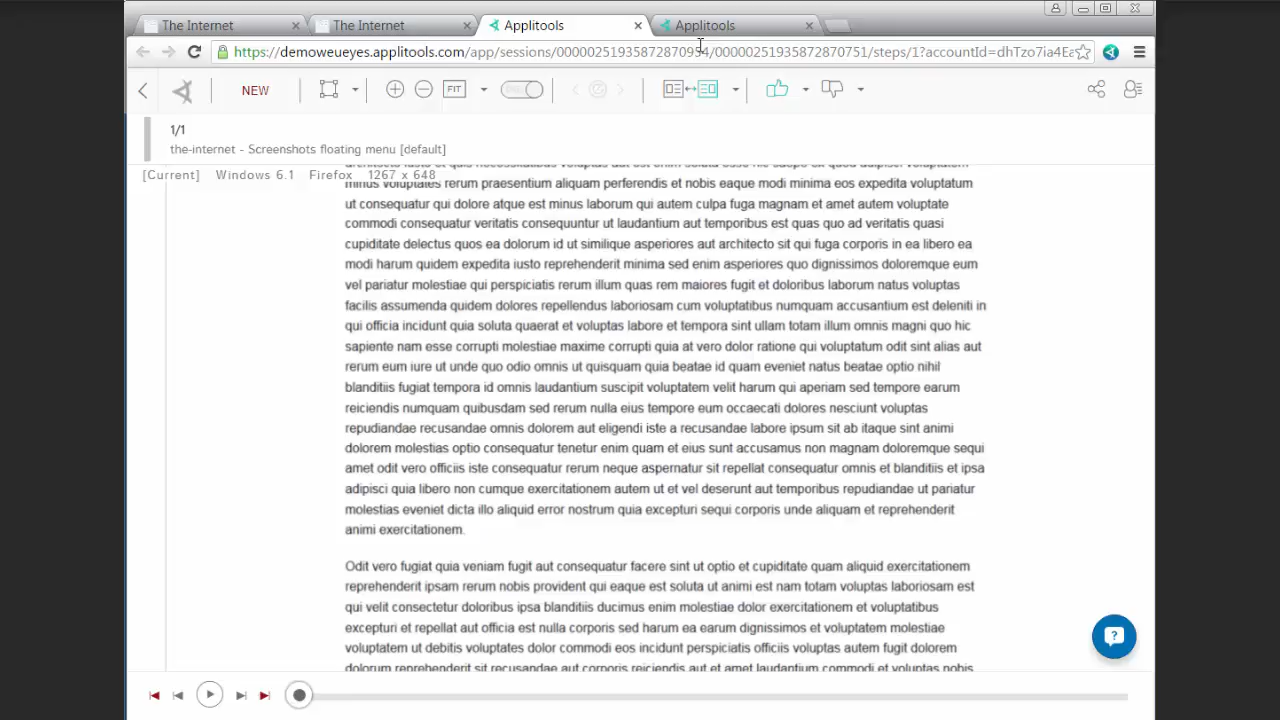 The Internet
The Internet
Applitools
Applitools
https://demoweueyes.applitools.com/app/sessions/00000251935872870954/00000251935872870751/steps/1?accountId=dhTzo7ia4Ea
NEW
FIT
1/1
the-internet - Screenshots floating menu [default]
[Current] Windows 6.1 Firefox 1267 x 648
minus voluptates rerum praesentium aliquam perferendis et nobis eaque modi minima eos expedita voluptatum
ut consequatur qui dolore atque est minus laborum qui autem culpa fuga magnam et amet autem voluptate
commodi consequatur veritatis consequuntur ut laudantium aut temporibus est quas quo ad veritatis quasi
cupiditate delectus quos ea dolorum id ut similique asperiores aut architecto sit qui fuga corporis in ea libero ea
modi harum quidem expedita iusto reprehenderit minima sed enim asperiores quo dignissimos doloremque eum
vel pariatur molestiae qui perspiciatis rerum illum quas rem maiores fugit et doloribus laborum natus voluptas
facilis assumenda quidem dolores repellendus laboriosam cum voluptatibus numquam accusantium est deleniti in
qui officia incidunt quia soluta quaerat et voluptas labore et tempora sint ullam totam illum omnis magni quo hic
sapiente nam esse corrupti molestiae maxime corrupti quia at vero dolor ratione qui voluptatum odit sint alias aut
rerum eum iure ut unde quo odio omnis ut quisquam quia beatae id quam eveniet natus beatae optio nihil
blanditiis fugiat tempora id omnis laudantium suscipit voluptatem velit harum qui aperiam sed tempore earum
reiciendis numquam quibusdam sed rerum nulla eius tempore eum occaecati dolores nesciunt voluptas
repudiandae recusandae omnis dolorem aut eligendi iste a recusandae labore ipsum sit ab itaque sint animi
dolorem molestias optio consequatur tenetur enim quam et eius sunt accusamus non magnam doloremque sequi
amet odit vero officiis iste consequatur rerum neque aspernatur sit repellat consequatur omnis et blanditiis et ipsa
adipisci quia libero non cumque exercitationem autem ut et vel deserunt aut temporibus repudiandae ut pariatur
molestias eveniet dicta illo aliquid error nostrum quia excepturi sequi corporis unde aliquam et reprehenderit
animi exercitationem.
Odit vero fugiat quia veniam fugit aut consequatur facere sint ut optio et cupiditate quam aliquid exercitationem
reprehenderit ipsam rerum nobis provident qui eaque est soluta ut animi est nam totam voluptas laboriosam est
qui velit consectetur doloribus ipsa blanditiis ducimus enim molestiae dolor exercitationem et voluptatibus
excepturi et repellat aut officia est nulla corporis sed harum ea earum dignissimos et voluptatem molestiae
voluptatem ut debitis voluptates dolor commodi eos incidunt perspiciatis officiis voluptas autem fugit dolorem
dolorum reprehenderit sit recusandae aut corporis reiciendis aut et amet laudantium commodi et voluptas nobis